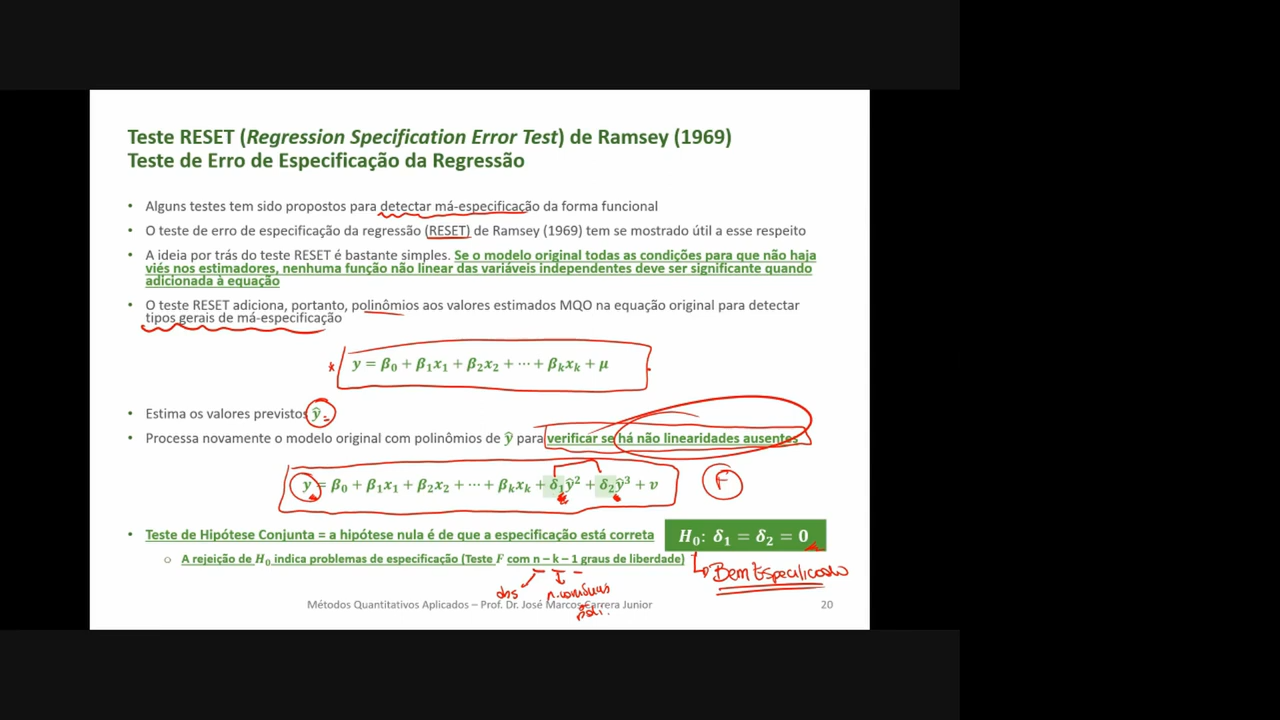 Teste RESET (Regression Specification Error Test) de Ramsey (1969)
Teste de Erro de Especificação da Regressão
• Alguns testes tem sido propostos para detectar má-especificação da forma funcional
• O teste de erro de especificação da regressão (RESET) de Ramsey (1969) tem se mostrado útil a esse respeito
• A ideia por trás do teste RESET é bastante simples. Se o modelo original todas as condições para que não haja
viés nos estimadores, nenhuma função não linear das variáveis independentes deve ser significante quando
adicionada à equação
• O teste RESET adiciona, portanto, polinômios aos valores estimados MQO na equação original para detectar
tipos gerais de má-especificação
y = β₀ + β₁x₁ + β₂x₂ + ⋯ + βₖxₖ + μ
• Estima os valores previstos ŷ
• Processa novamente o modelo original com polinômios de ŷ para verificar se há não linearidades ausentes
y = β₀ + β₁x₁ + β₂x₂ + ⋯ + βₖxₖ + δ₁ŷ² + δ₂ŷ³ + v
F
• Teste de Hipótese Conjunta = a hipótese nula é de que a especificação está correta
H₀: δ₁ = δ₂ = 0
○ A rejeição de H₀ indica problemas de especificação (Teste F com n – k – 1 graus de liberdade)
Bem Especificado
obs
Métodos Quantitativos Aplicados – Prof. Dr. José Marcos Carrera Junior
20